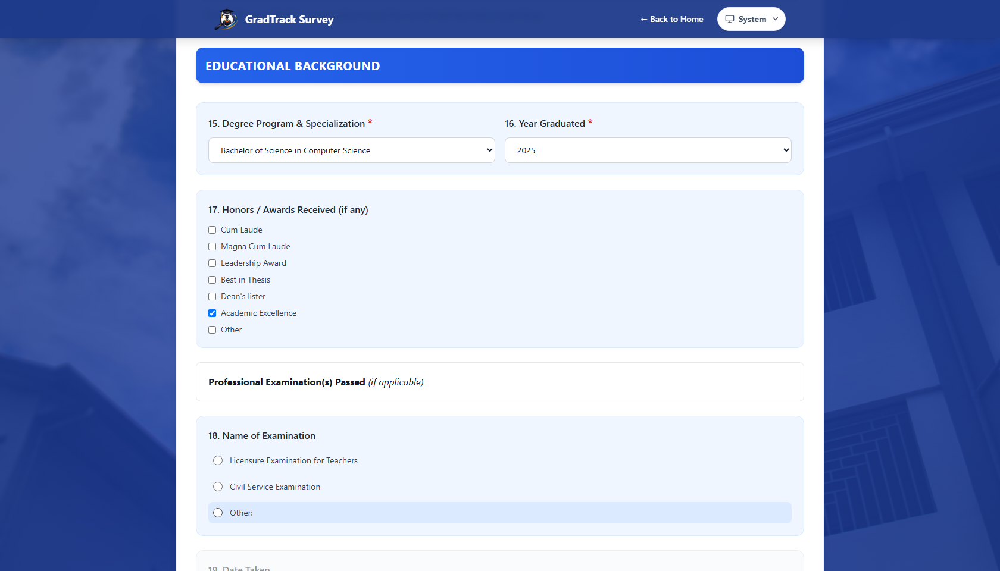 GradTrack Survey
← Back to Home
System
EDUCATIONAL BACKGROUND
15. Degree Program & Specialization *
16. Year Graduated *
Bachelor of Science in Computer Science
2025
17. Honors / Awards Received (if any)
Cum Laude
Magna Cum Laude
Leadership Award
Best in Thesis
Dean's lister
Academic Excellence
Other
Professional Examination(s) Passed (if applicable)
18. Name of Examination
Licensure Examination for Teachers
Civil Service Examination
Other:
19. Date Taken